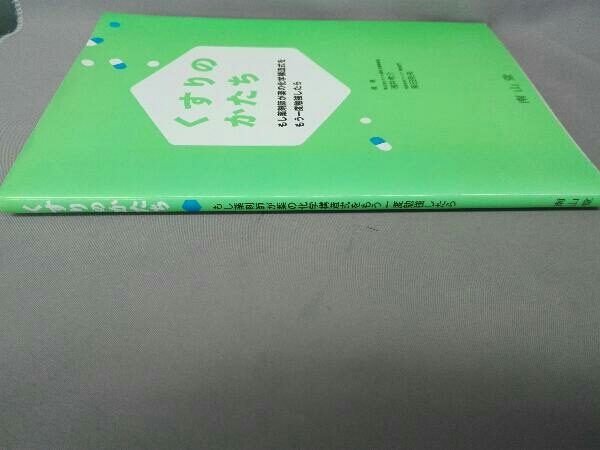 くすりの
かたち
もし薬剤師が薬の化学構造式を
もう一度勉強したら
南山堂
くすりのかたち
もし薬剤師が薬の化学構造式をもう一度勉強したら
南山堂